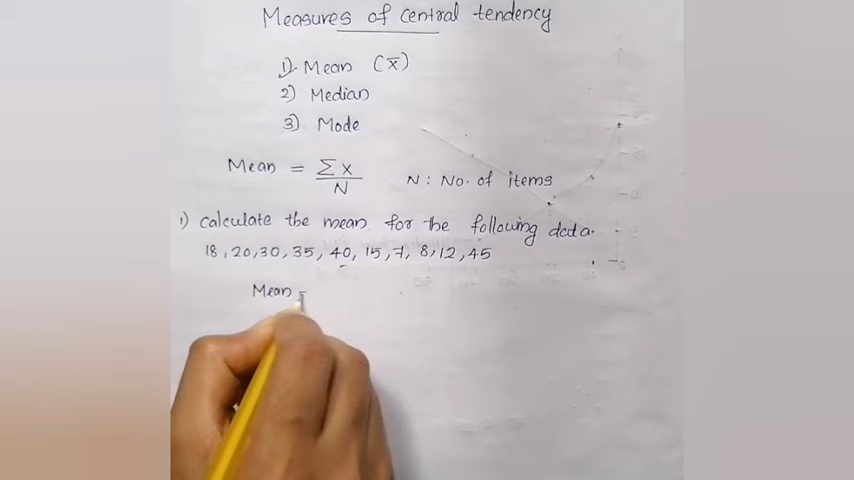 Measures of central tendency
1) Mean (x̅)
2) Median
3) Mode
Mean = Σx / N N : No. of items
1) calculate the mean for the following data.
18, 20, 30, 35, 40, 15, 7, 8, 12, 45
Mean =